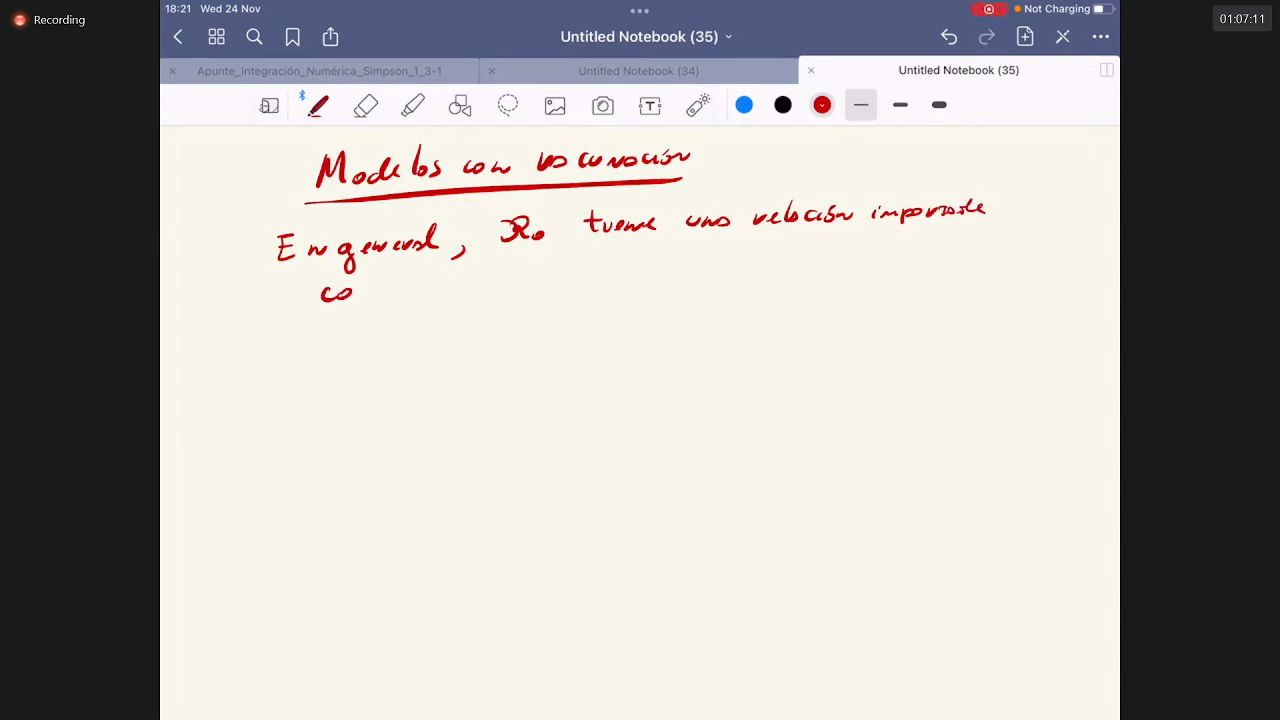 Recording
18:21 Wed 24 Nov
Not Charging
01:07:11
Untitled Notebook (35)
Apunte_Integración_Numérica_Simpson_1_3-1
Untitled Notebook (34)
Untitled Notebook (35)
T
Modelos con vacunación
En general, R₀ tiene una relación importante
co